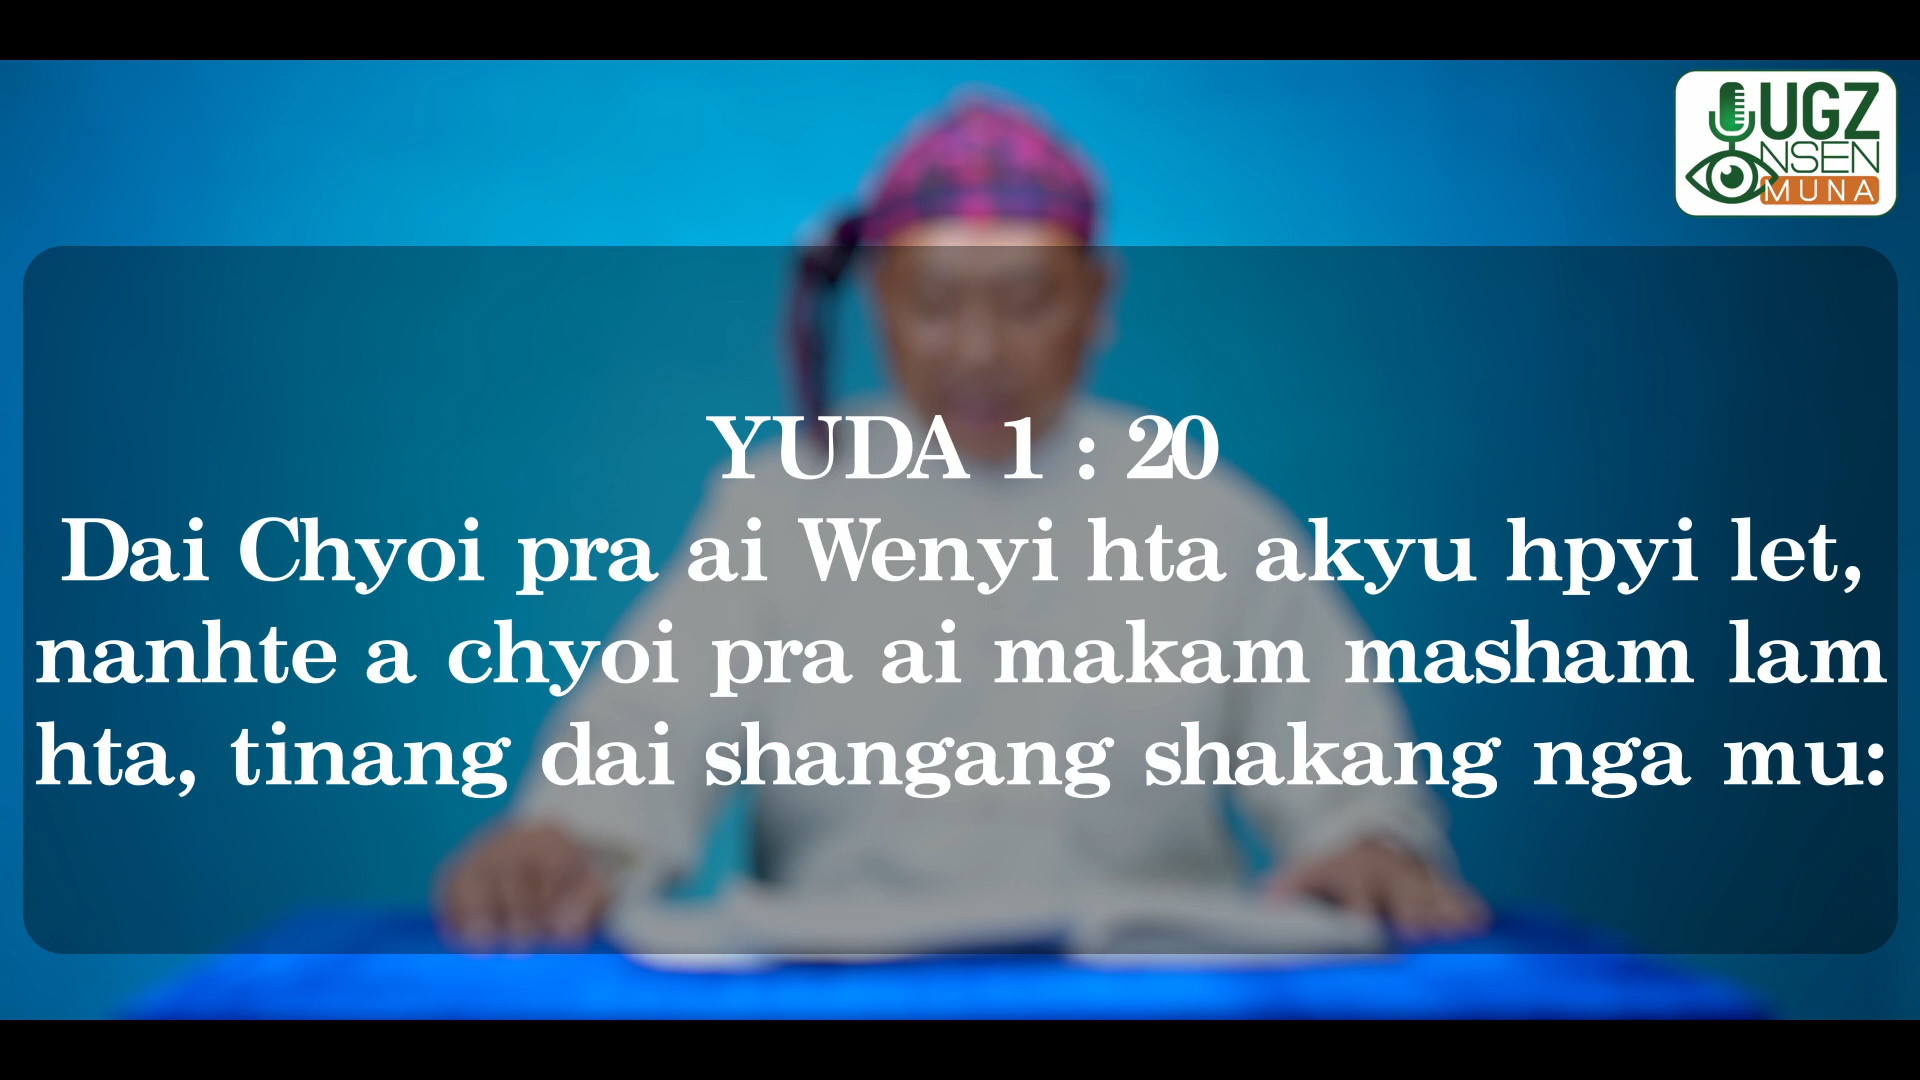 UGZ
NSEN
MUNA
YUDA 1 : 20
Dai Chyoi pra ai Wenyi hta akyu hpyi let,
nanhte a chyoi pra ai makam masham lam
hta, tinang dai shangang shakang nga mu: